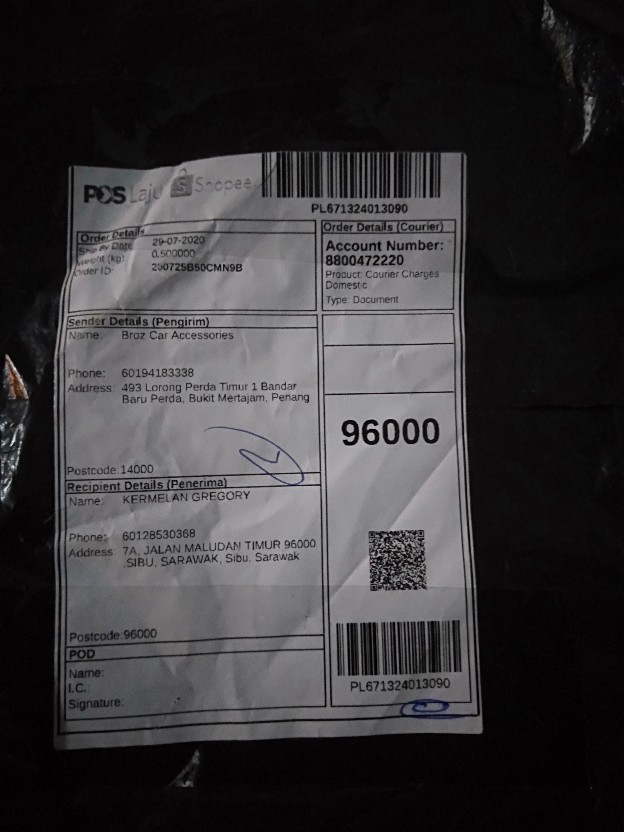 POS Laju Shopee
PL671324013090
Order Details
Ship By Date: 29-07-2020
Weight (kg): 0.500000
Order ID: 200725B50CMN9B
Order Details (Courier)
Account Number:
8800472220
Product: Courier Charges
Domestic
Type: Document
Sender Details (Pengirim)
Name: Broz Car Accessories
Phone: 60194183338
Address: 493 Lorong Perda Timur 1 Bandar
Baru Perda, Bukit Mertajam, Penang
Postcode: 14000
96000
Recipient Details (Penerima)
Name: KERMELAN GREGORY
Phone: 60128530368
Address: 7A, JALAN MALUDAN TIMUR 96000
SIBU, SARAWAK, Sibu, Sarawak
Postcode: 96000
POD
Name:
I.C.:
Signature:
PL671324013090